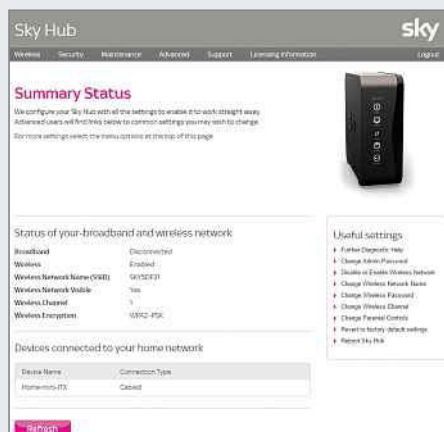 Sky Hub
sky
Wireless Security Maintenance Advanced Support Licensing Information Logout
Summary Status
We configure your Sky Hub with all the settings to enable it to work straight away.
Advanced users will find links below to common settings you may wish to change.
For more settings select the menu options at the top of this page
Status of your broadband and wireless network
Broadband Disconnected
Wireless Enabled
Wireless Network Name (SSID)
Wireless Network Visible Yes
Wireless Channel 1
Wireless Encryption WPA2-PSK
Useful settings
Further Diagnostic Help
Change Admin Password
Disable or Enable Wireless Network
Change Wireless Network Name
Change Wireless Password
Change Wireless Channel
Change Parental Controls
Revert to factory default settings
Reboot Sky Hub
Devices connected to your home network
Device Name Connection Type
Home-mini-ITX Cabled
Refresh